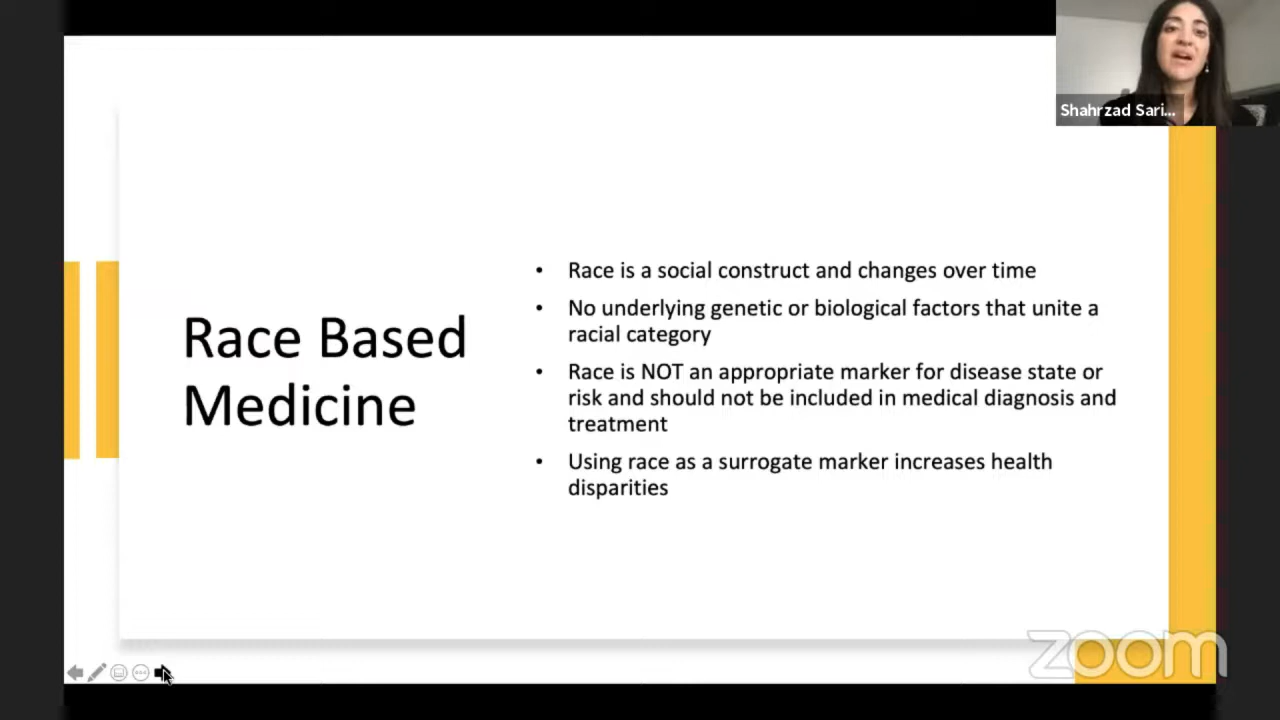 Shahrzad Sari...
Race Based
Medicine
• Race is a social construct and changes over time
• No underlying genetic or biological factors that unite a
racial category
• Race is NOT an appropriate marker for disease state or
risk and should not be included in medical diagnosis and
treatment
• Using race as a surrogate marker increases health
disparities
zoom